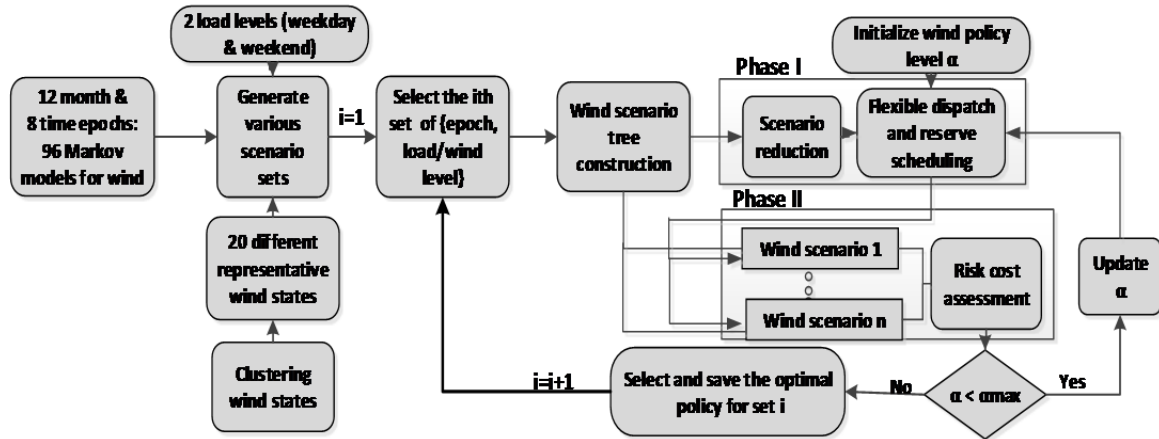 2 load levels (weekday
& weekend)
12 month &
8 time epochs:
96 Markov
models for wind
Generate
various
scenario
sets
i=1
Select the ith
set of {epoch,
load/wind
level}
Wind scenario
tree
construction
Initialize wind policy
level α
Phase I
Scenario
reduction
Flexible dispatch
and reserve
scheduling
Phase II
Wind scenario 1
Wind scenario n
Risk cost
assessment
Update
α
20 different
representative
wind states
Clustering
wind states
i=i+1
Select and save the optimal
policy for set i
No
α < αmax
Yes